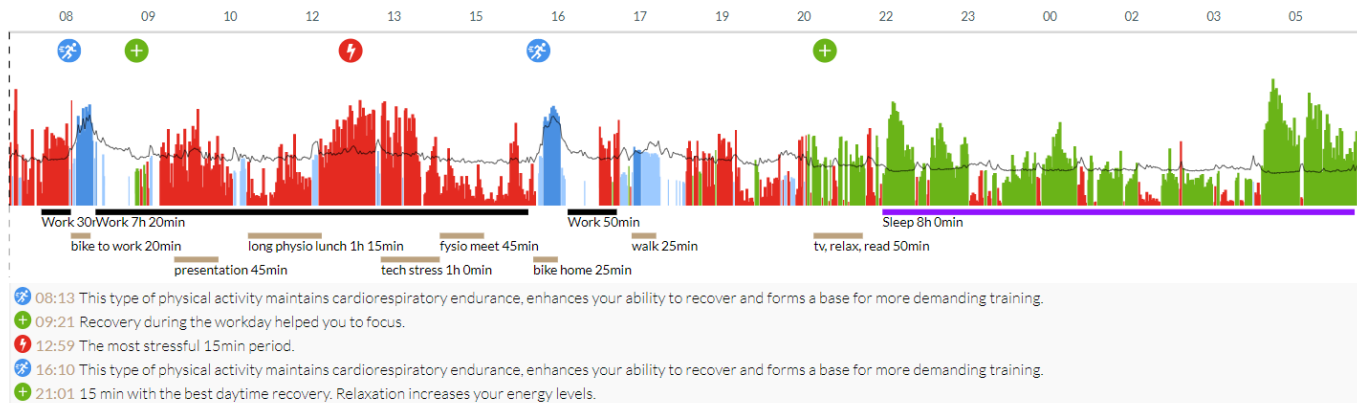 08 09 10 12 13 15 16 17 19 20 22 23 00 02 03 05
Work 30r Work 7h 20min Work 50min Sleep 8h 0min
bike to work 20min long physio lunch 1h 15min fysio meet 45min walk 25min tv, relax, read 50min
presentation 45min tech stress 1h 0min bike home 25min
08:13 This type of physical activity maintains cardiorespiratory endurance, enhances your ability to recover and forms a base for more demanding training.
09:21 Recovery during the workday helped you to focus.
12:59 The most stressful 15min period.
16:10 This type of physical activity maintains cardiorespiratory endurance, enhances your ability to recover and forms a base for more demanding training.
21:01 15 min with the best daytime recovery. Relaxation increases your energy levels.